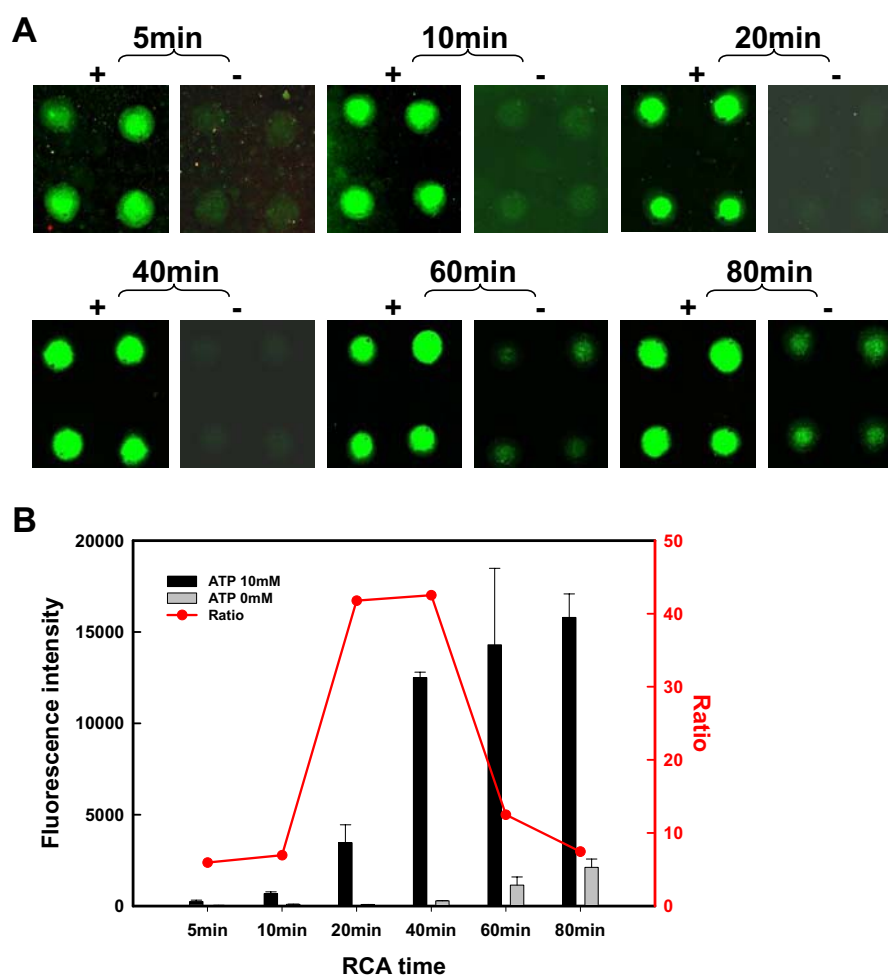 A
5min 10min 20min
+ - + - + -
40min 60min 80min
+ - + - + -
B
20000 50
ATP 10mM
ATP 0mM
Ratio
40
15000
30
10000
20
5000
10
0 0
Fluorescence intensity
Ratio
5min 10min 20min 40min 60min 80min
RCA time